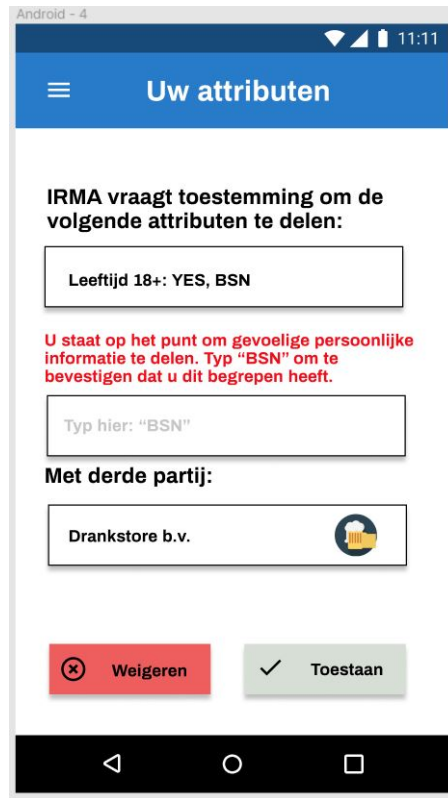 Android - 4
11:11
Uw attributen
IRMA vraagt toestemming om de
volgende attributen te delen:
Leeftijd 18+: YES, BSN
U staat op het punt om gevoelige persoonlijke
informatie te delen. Typ “BSN” om te
bevestigen dat u dit begrepen heeft.
Typ hier: “BSN”
Met derde partij:
Drankstore b.v.
Weigeren
Toestaan